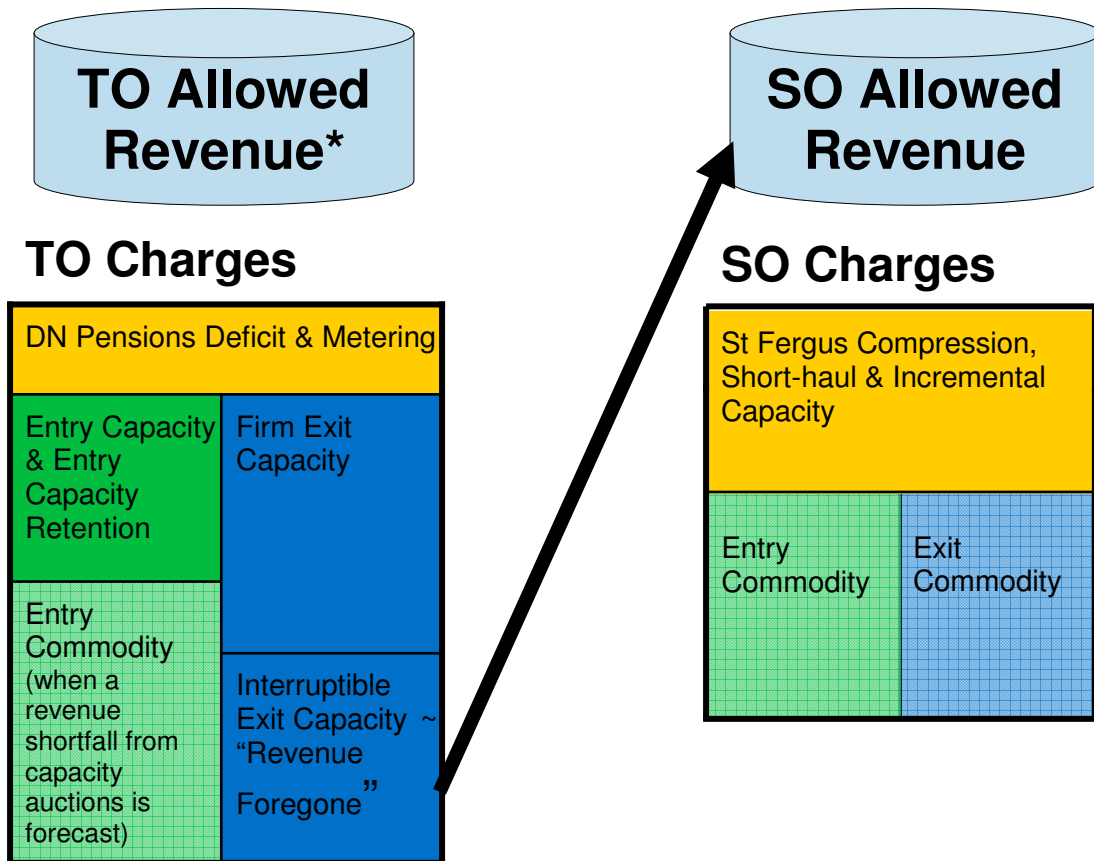 TO Allowed
Revenue*
SO Allowed
Revenue
TO Charges
DN Pensions Deficit & Metering
Entry Capacity
& Entry
Capacity
Retention
Firm Exit
Capacity
Entry
Commodity
(when a
revenue
shortfall from
capacity
auctions is
forecast)
Interruptible
Exit Capacity ~
“Revenue
Foregone”
SO Charges
St Fergus Compression,
Short-haul & Incremental
Capacity
Entry
Commodity
Exit
Commodity